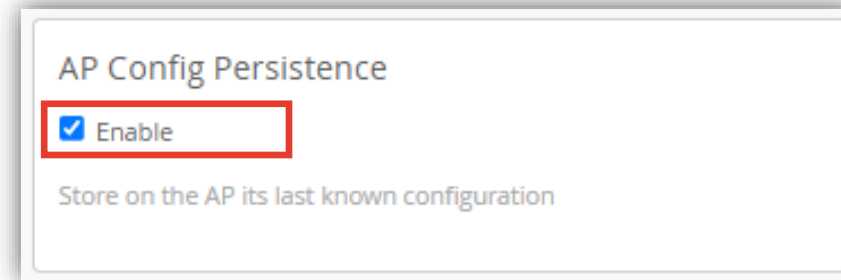 AP Config Persistence
Enable
Store on the AP its last known configuration